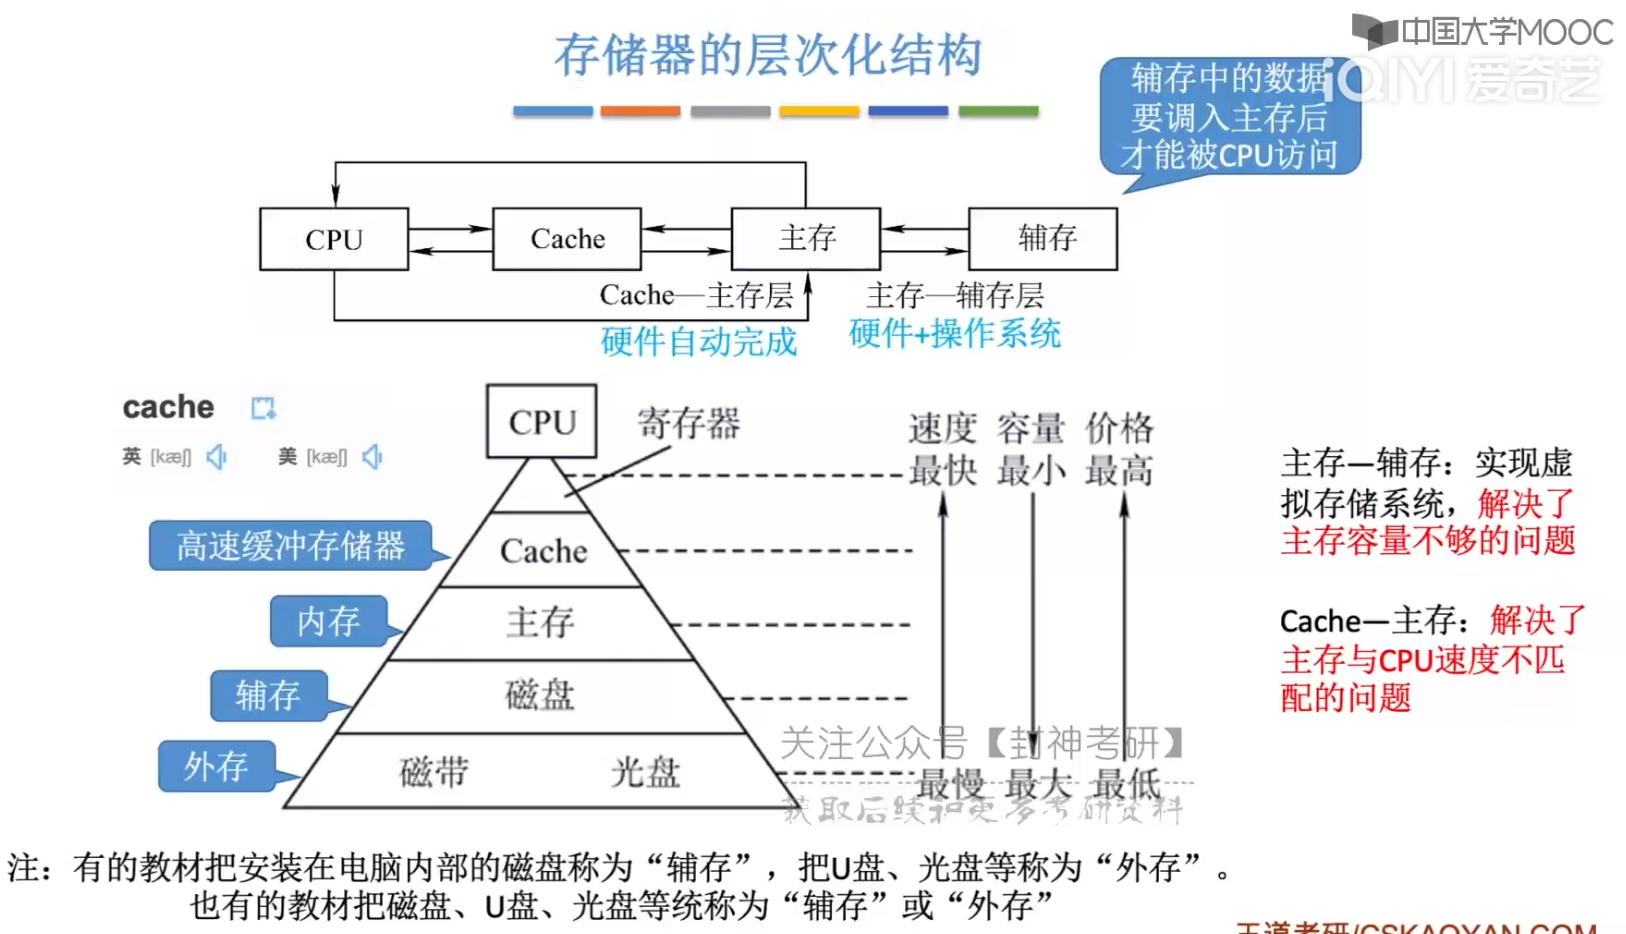 中国大学MOOC
iQIYI 爱奇艺
存储器的层次化结构
辅存中的数据
要调入主存后
才能被CPU访问
CPU
Cache
主存
辅存
Cache—主存层
主存—辅存层
硬件自动完成
硬件+操作系统
cache
英 [kæʃ]
美 [kæʃ]
CPU
寄存器
速度 容量 价格
最快 最小 最高
高速缓冲存储器
Cache
内存
主存
辅存
磁盘
外存
磁带
光盘
最慢 最大 最低
主存—辅存：实现虚
拟存储系统，解决了
主存容量不够的问题
Cache—主存：解决了
主存与CPU速度不匹
配的问题
关注公众号【封神考研】
获取后续和更多考研资料
注：有的教材把安装在电脑内部的磁盘称为“辅存”，把U盘、光盘等称为“外存”。
也有的教材把磁盘、U盘、光盘等统称为“辅存”或“外存”
王道考研/CSKAOYAN.COM